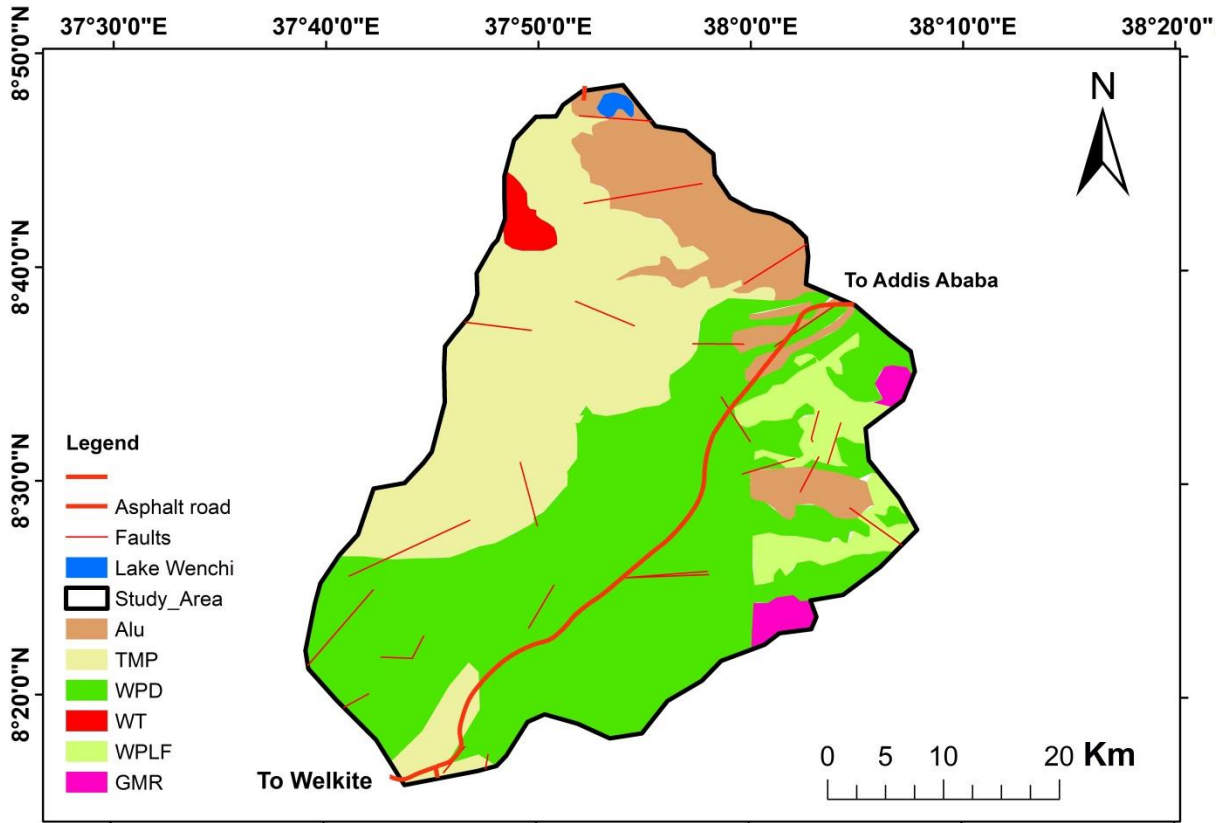 37°30'0"E 37°40'0"E 37°50'0"E 38°0'0"E 38°10'0"E 38°20'0"
8°50'0"N
8°40'0"N
8°30'0"N
8°20'0"N
N
To Addis Ababa
To Welkite
Legend
Asphalt road
Faults
Lake Wenchi
Study_Area
Alu
TMP
WPD
WT
WPLF
GMR
0 5 10 20 Km